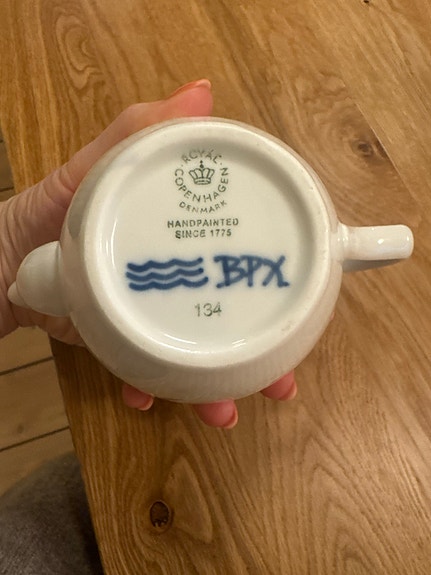 ROYAL
COPENHAGEN
DENMARK
HANDPAINTED
SINCE 1775
BPX
134